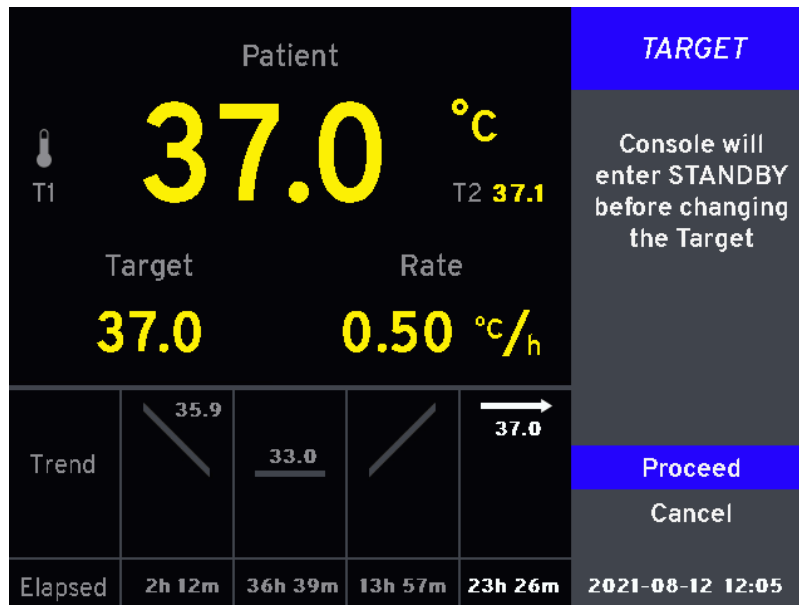 Patient
37.0 °C
T1
T2 37.1
Target
Rate
37.0
0.50 °C/h
TARGET
Console will
enter STANDBY
before changing
the Target
Proceed
Cancel
Trend
35.9
33.0
37.0
Elapsed 2h 12m 36h 39m 13h 57m 23h 26m
2021-08-12 12:05